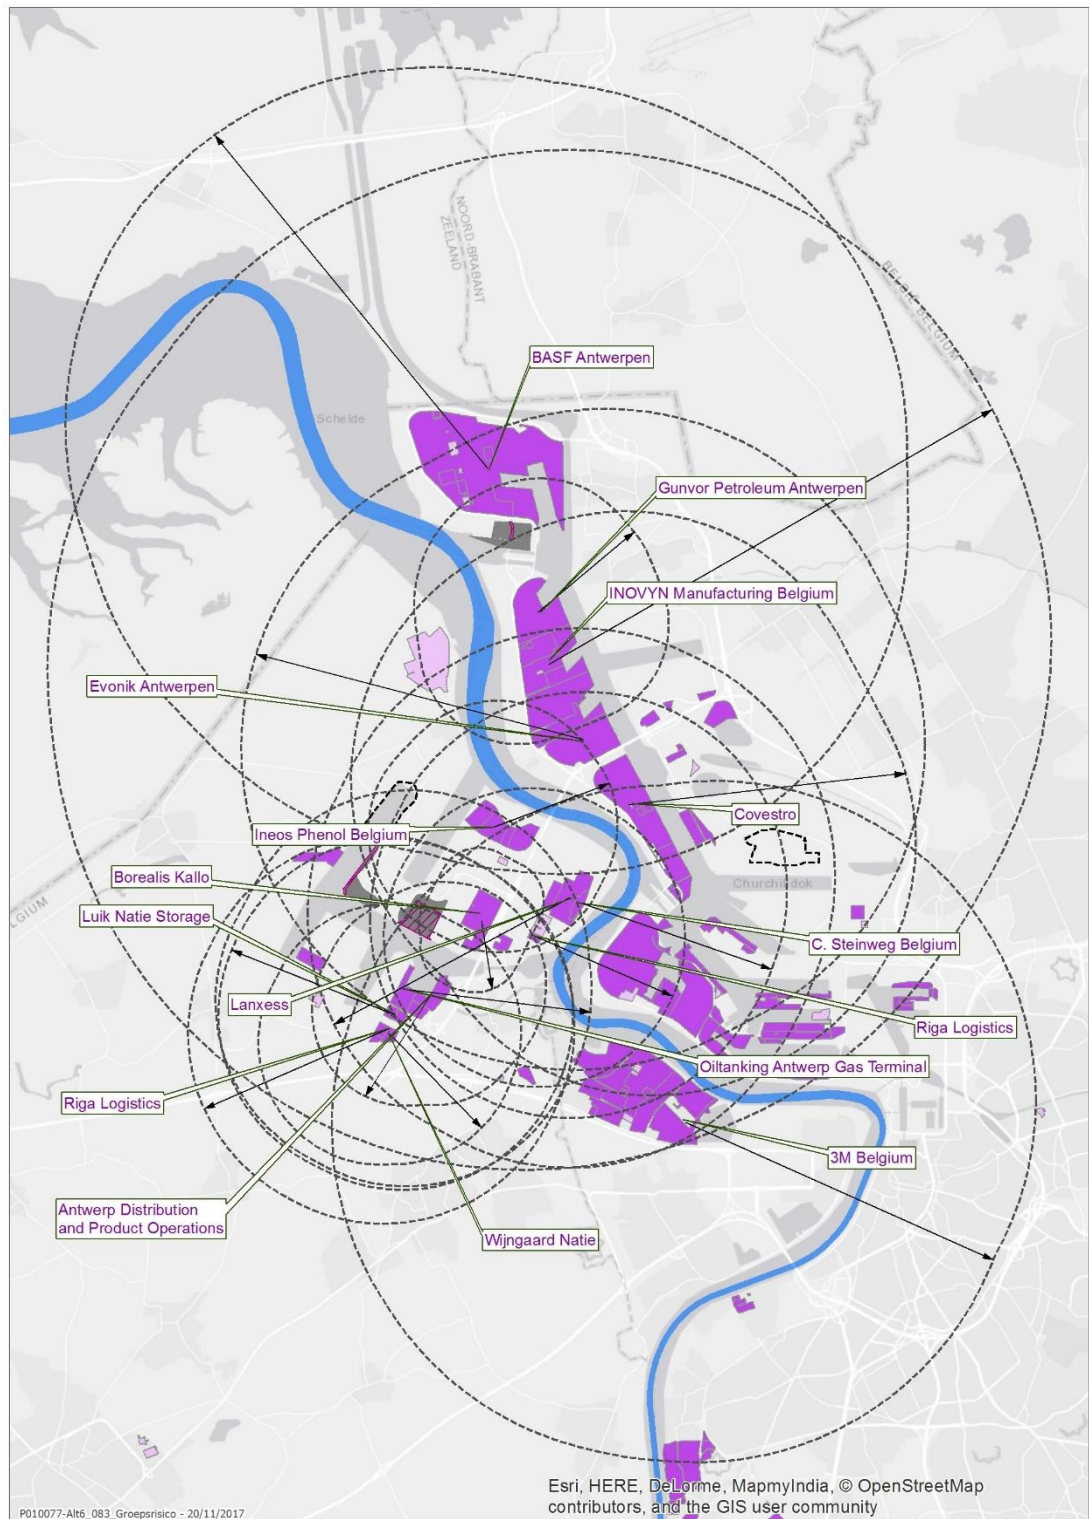 NOORD-BRABANT
ZEELAND
BELGIË-BELGIUM
BASF Antwerpen
Schelde
Gunvor Petroleum Antwerpen
INOVYN Manufacturing Belgium
Evonik Antwerpen
Covestro
Ineos Phenol Belgium
Borealis Kallo
Churchilldok
LGIUM
Luik Natie Storage
C. Steinweg Belgium
Lanxess
Riga Logistics
Oiltanking Antwerp Gas Terminal
Riga Logistics
3M Belgium
Antwerp Distribution
and Product Operations
Wijngaard Natie
Esri, HERE, DeLorme, MapmyIndia, © OpenStreetMap
contributors, and the GIS user community
P010077-Alt6_083_Groepsrisico - 20/11/2017